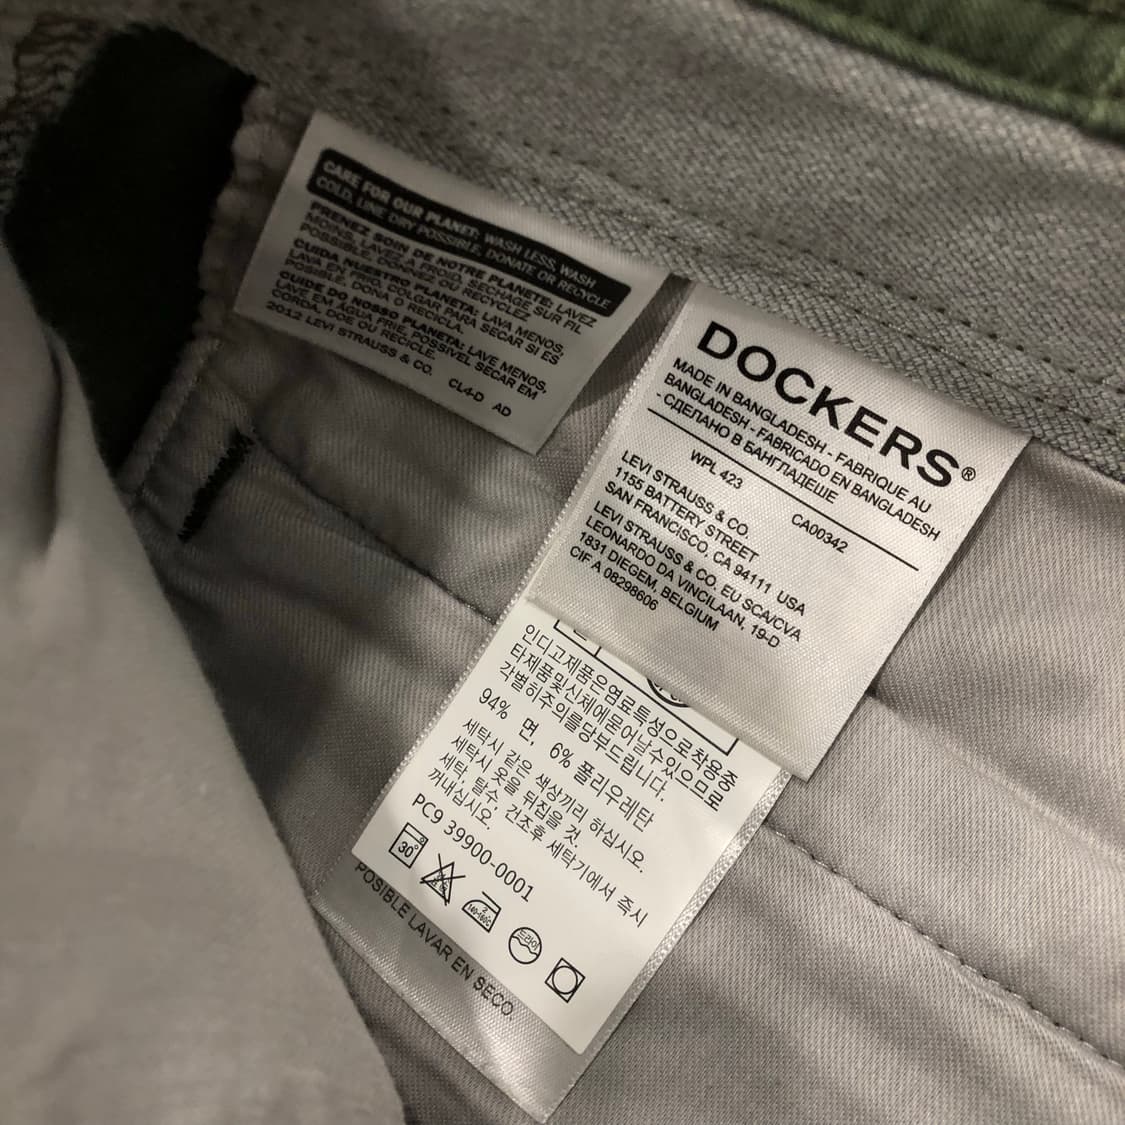 CARE FOR OUR PLANET: WASH LESS, WASH
COLD, LINE DRY POSSIBLE, DONATE OR RECYCLE
PRENEZ SOIN DE NOTRE PLANETE: LAVEZ
MOINS, LAVEZ A FROID, SECHAGE SUR FIL
POSSIBLE, DONNEZ OU RECYCLEZ
CUIDA NUESTRO PLANETA: LAVA MENOS,
LAVA EN FRIO, COLGAR PARA SECAR SI ES
POSIBLE. DONA O RECICLA.
CUIDE DO NOSSO PLANETA: LAVE MENOS,
LAVE EM AGUA FRIE, POSSIVEL SECAR EM
CORDA, DOE OU RECICLE.
2012 LEVI STRAUSS & CO. CL4-D AD
DOCKERS®
MADE IN BANGLADESH - FABRIQUE AU
BANGLADESH - FABRICADO EN BANGLADESH
- СДЕЛАНО В БАНГЛАДЕШЕ
WPL 423 CA00342
LEVI STRAUSS & CO.
1155 BATTERY STREET
SAN FRANCISCO, CA 94111 USA
LEVI STRAUSS & CO. EU SCA/CVA
LEONARDO DA VINCILAAN, 19-D
1831 DIEGEM, BELGIUM
CIF A 08298606
인디고제품은염료특성으로착용중
타제품및신체에묻어날수있으므로
각별히주의를당부드립니다.
94% 면, 6% 폴리우레탄
세탁시 같은 색상끼리 하십시오.
세탁시 옷을 뒤집을 것.
세탁, 탈수, 건조후 세탁기에서 즉시
꺼내십시오.
PC9 39900-0001
30°
2
드라이
POSIBLE LAVAR EN SECO